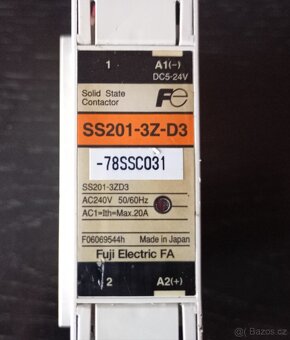 1 A1(-)
DC5-24V
Solid State
Contactor
Fe
SS201-3Z-D3
-78SSC031
SS201-3ZD3
AC240V 50/60Hz
AC1=Ith=Max.20A
F06069544h Made in Japan
Fuji Electric FA
2 A2(+)
sbazar.cz